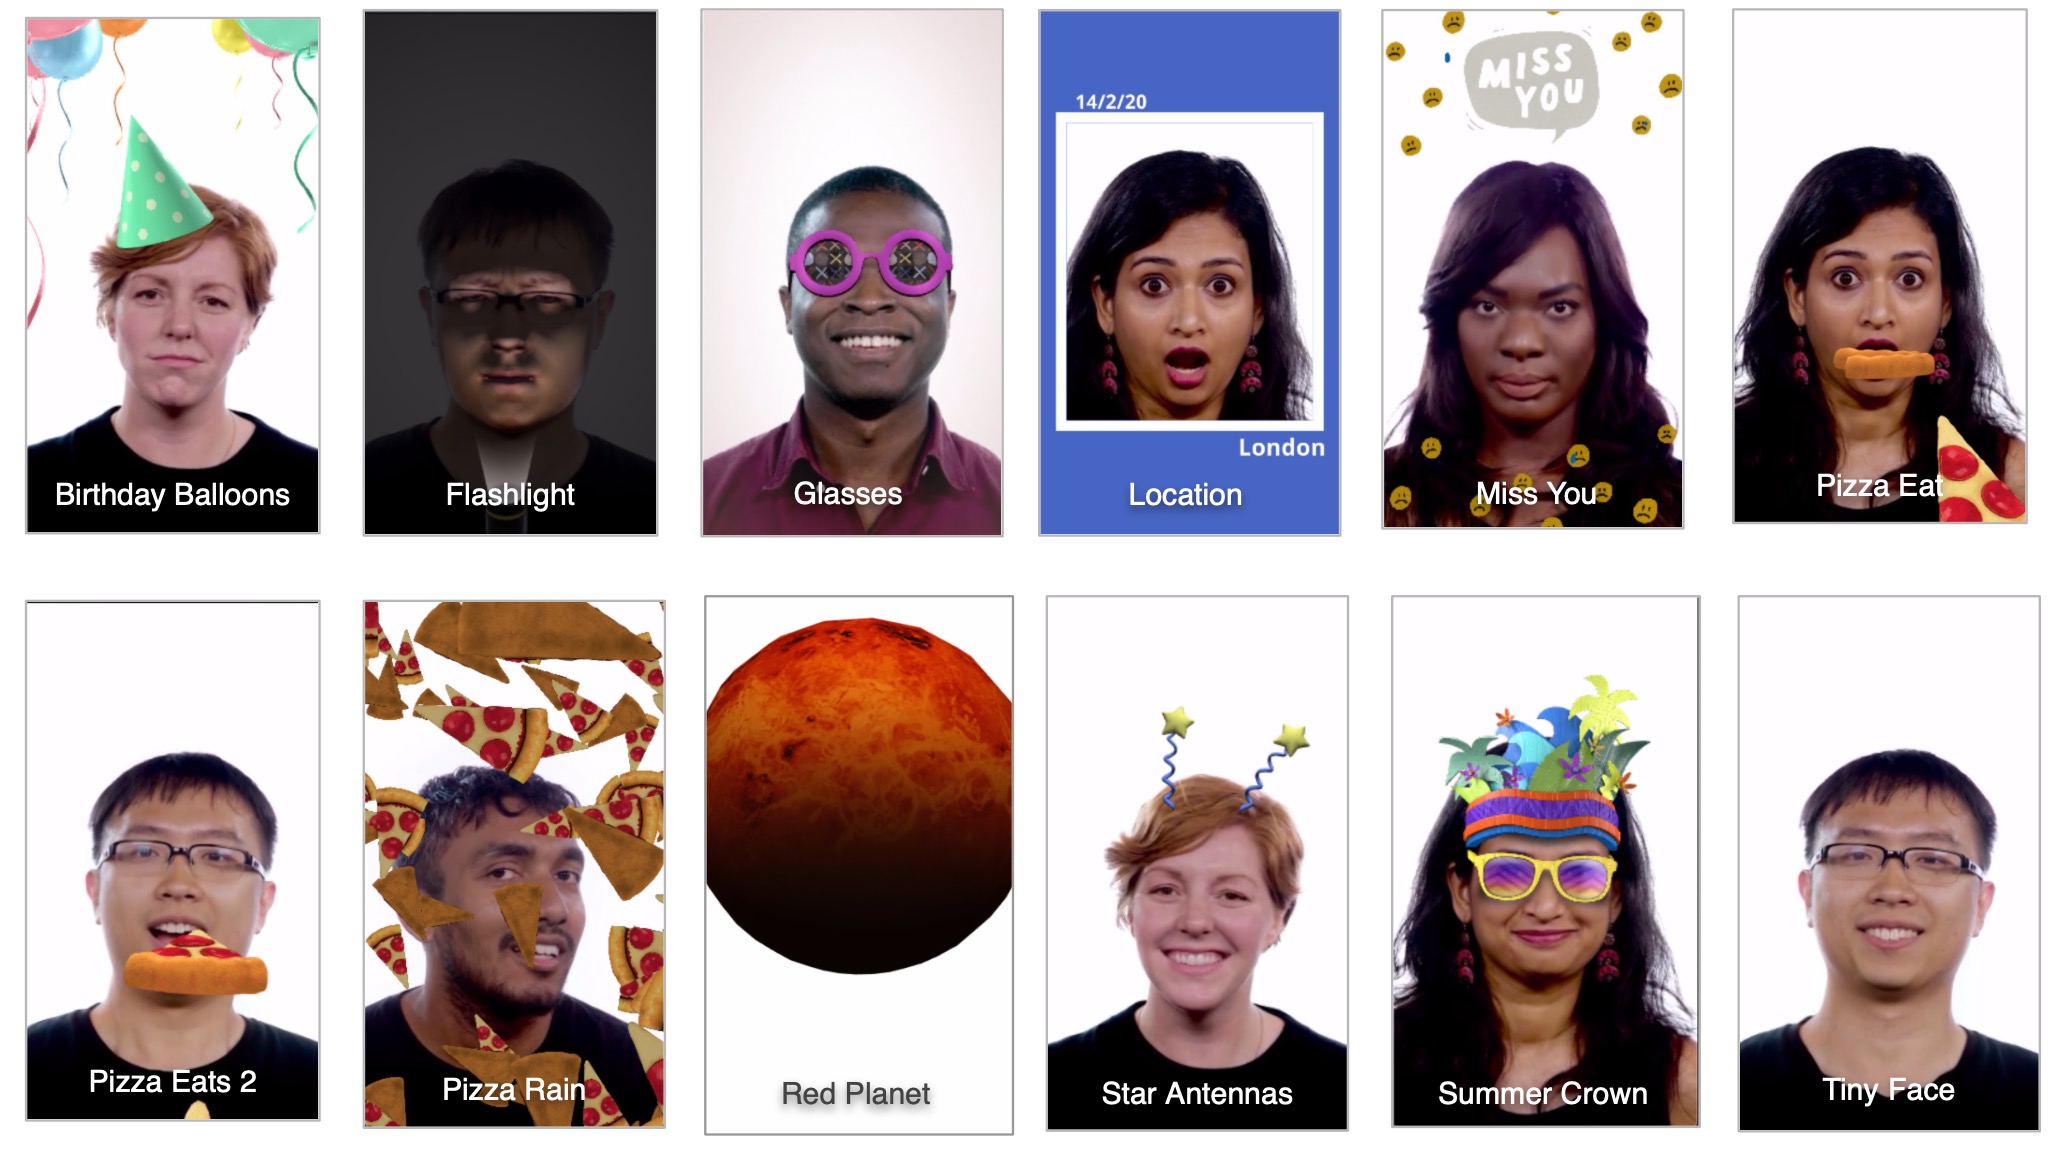 14/2/20
MISS
YOU
London
Birthday Balloons
Flashlight
Glasses
Location
Miss You
Pizza Eat
Pizza Eats 2
Pizza Rain
Red Planet
Star Antennas
Summer Crown
Tiny Face